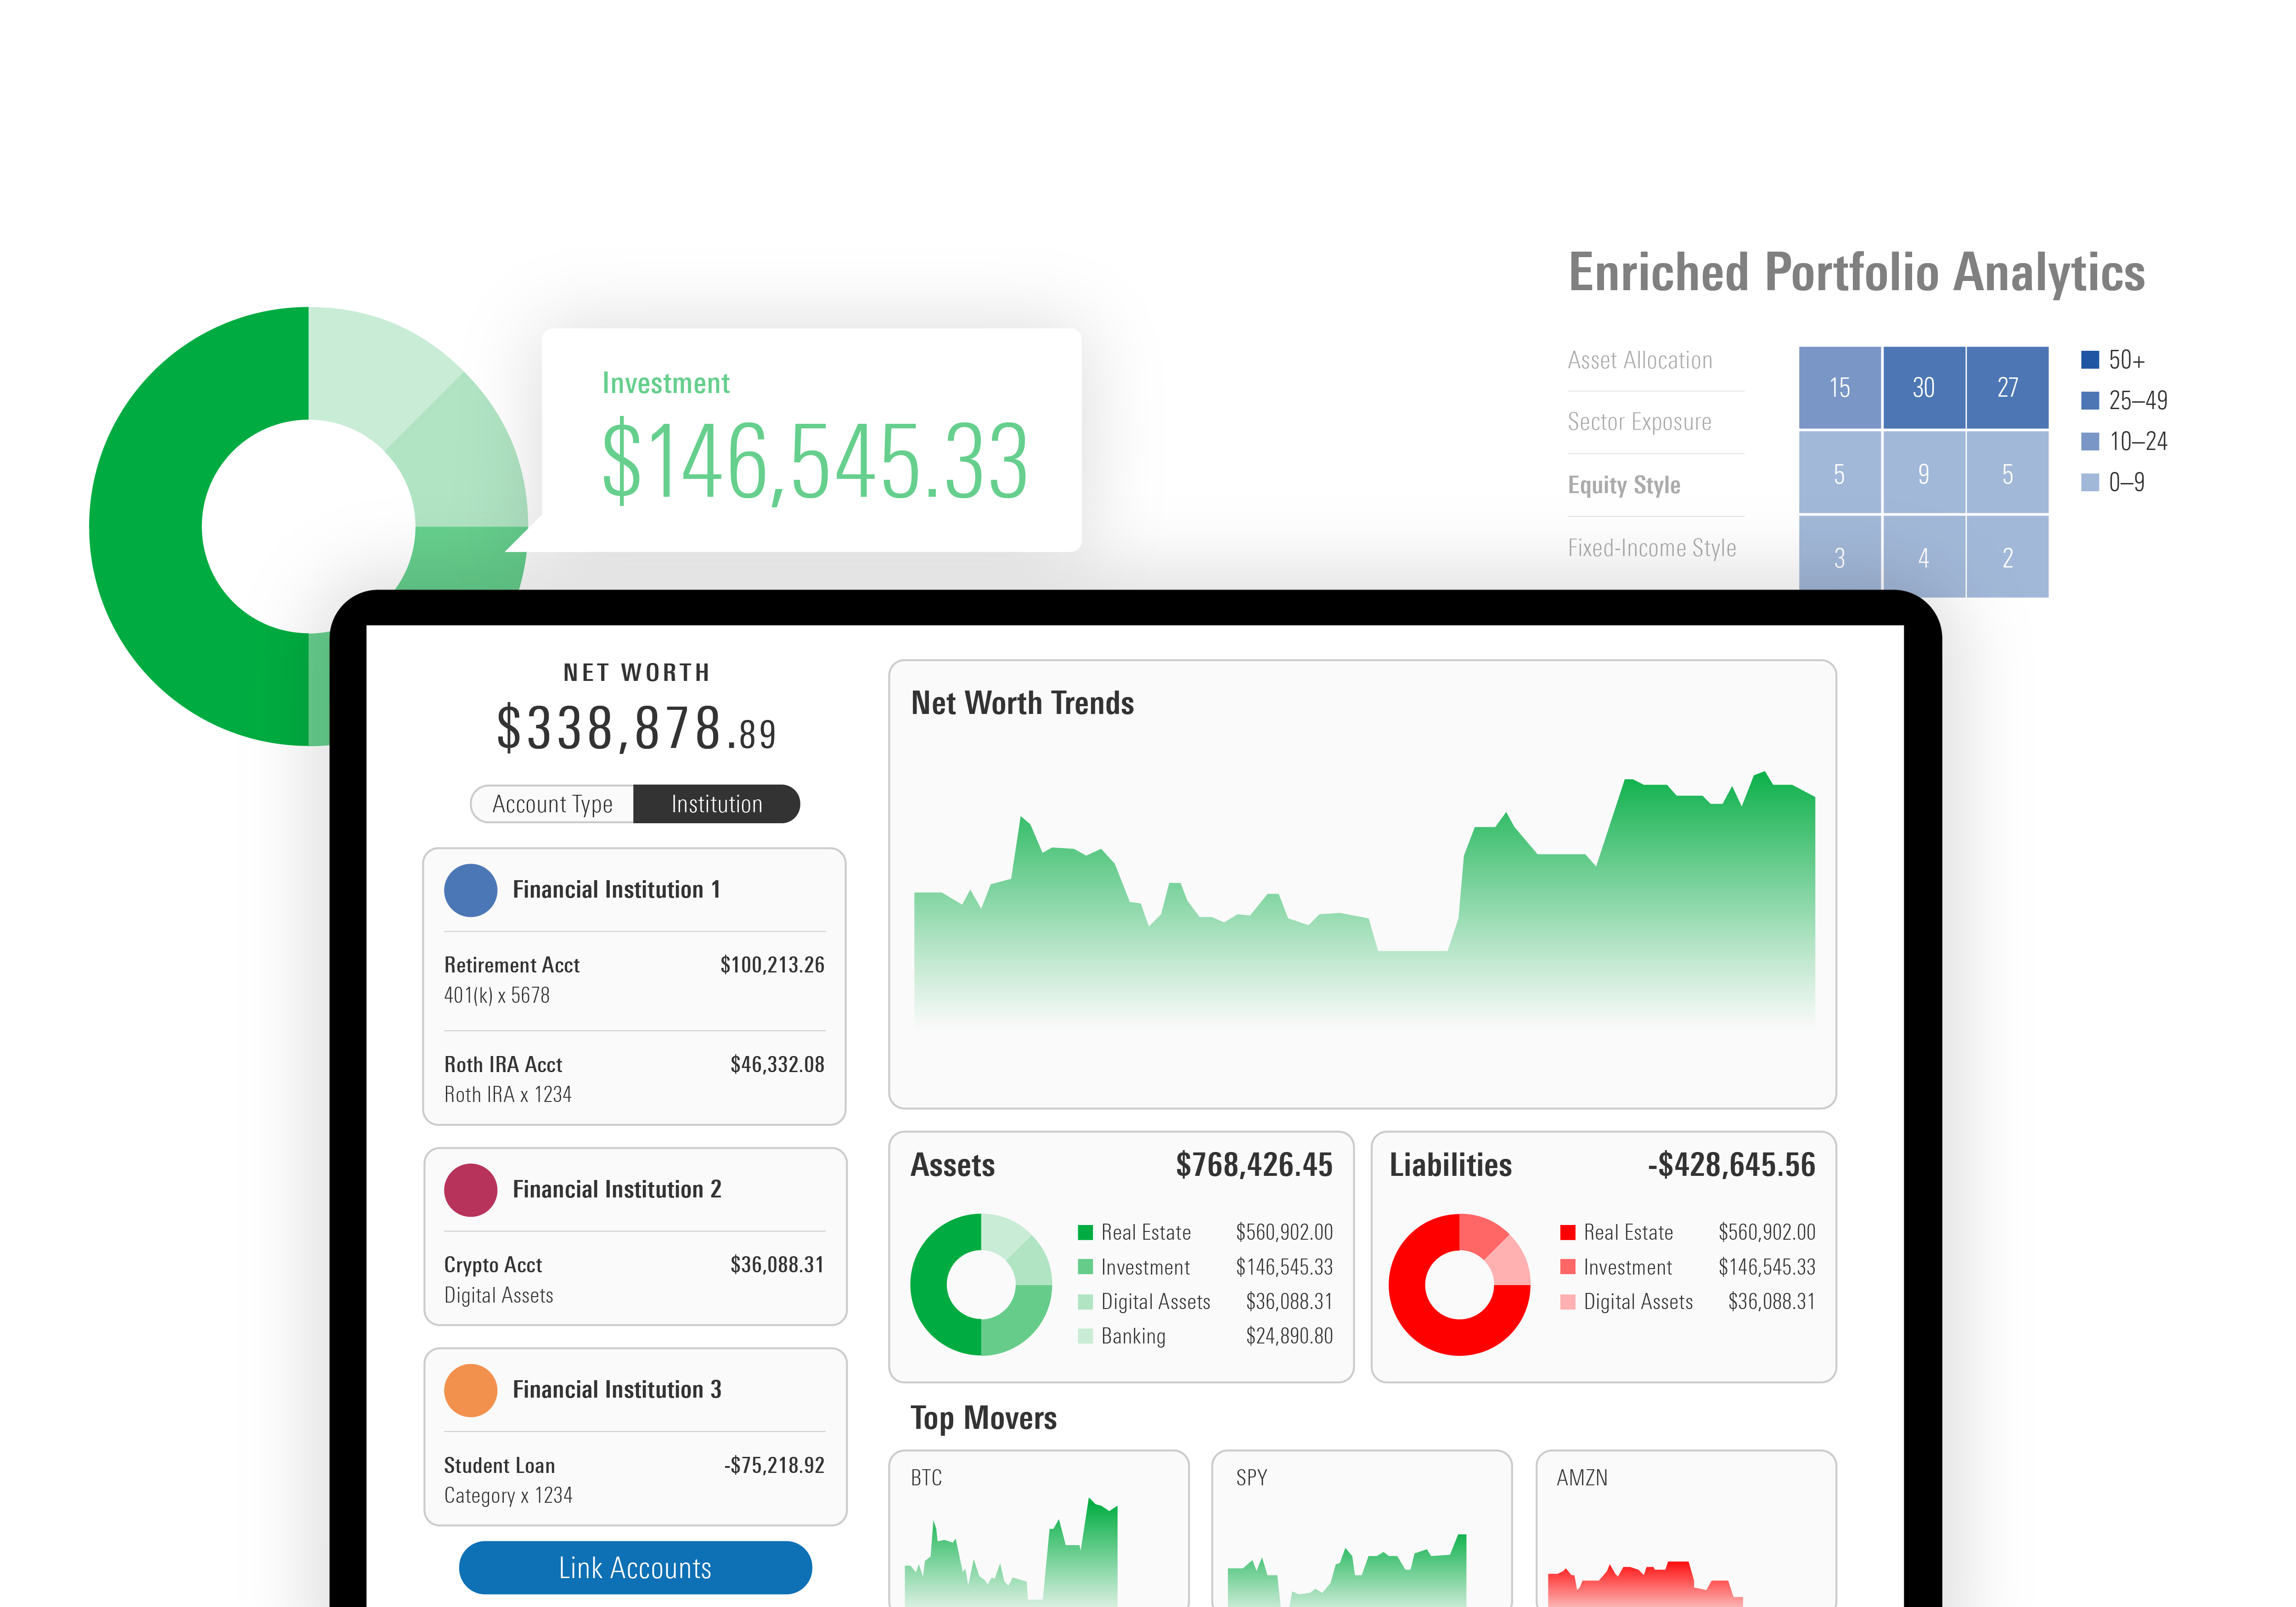 Enriched Portfolio Analytics
Investment
$146,545.33
Asset Allocation
Sector Exposure
Equity Style
Fixed-Income Style
15 30 27
5 9 5
3 4 2
50+
25–49
10–24
0–9
NET WORTH
$338,878.89
Account Type Institution
Financial Institution 1
Retirement Acct $100,213.26
401(k) x 5678
Roth IRA Acct $46,332.08
Roth IRA x 1234
Financial Institution 2
Crypto Acct $36,088.31
Digital Assets
Financial Institution 3
Student Loan -$75,218.92
Category x 1234
Link Accounts
Net Worth Trends
Assets $768,426.45
Real Estate $560,902.00
Investment $146,545.33
Digital Assets $36,088.31
Banking $24,890.80
Liabilities -$428,645.56
Real Estate $560,902.00
Investment $146,545.33
Digital Assets $36,088.31
Top Movers
BTC
SPY
AMZN